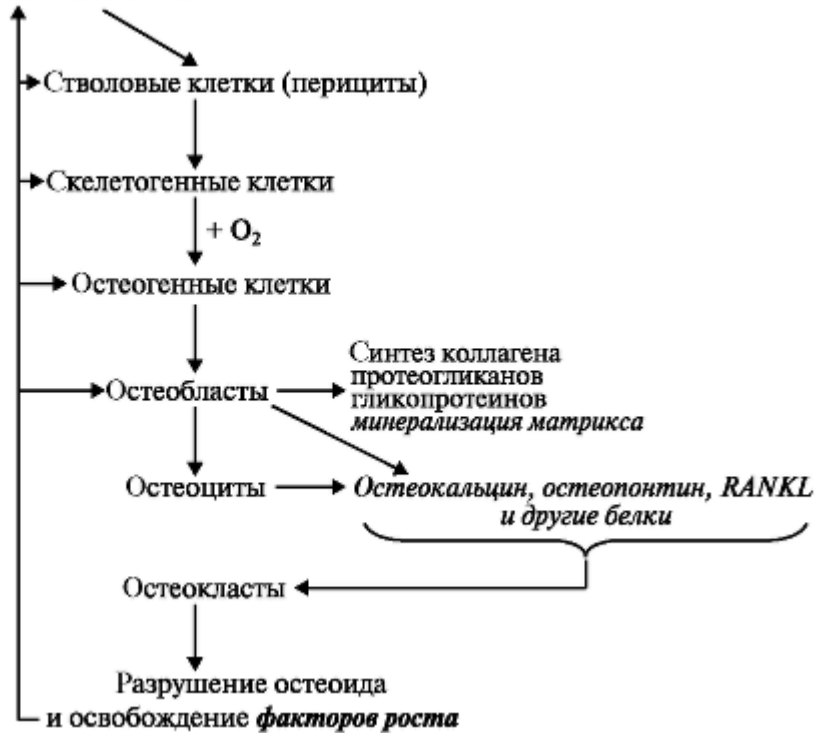 Стволовые клетки (перициты)
Скелетогенные клетки
+ O₂
Остеогенные клетки
Остеобласты
Синтез коллагена
протеогликанов
гликопротеинов
минерализация матрикса
Остеоциты
Остеокальцин, остеопонтин, RANKL
и другие белки
Остеокласты
Разрушение остеоида
и освобождение факторов роста